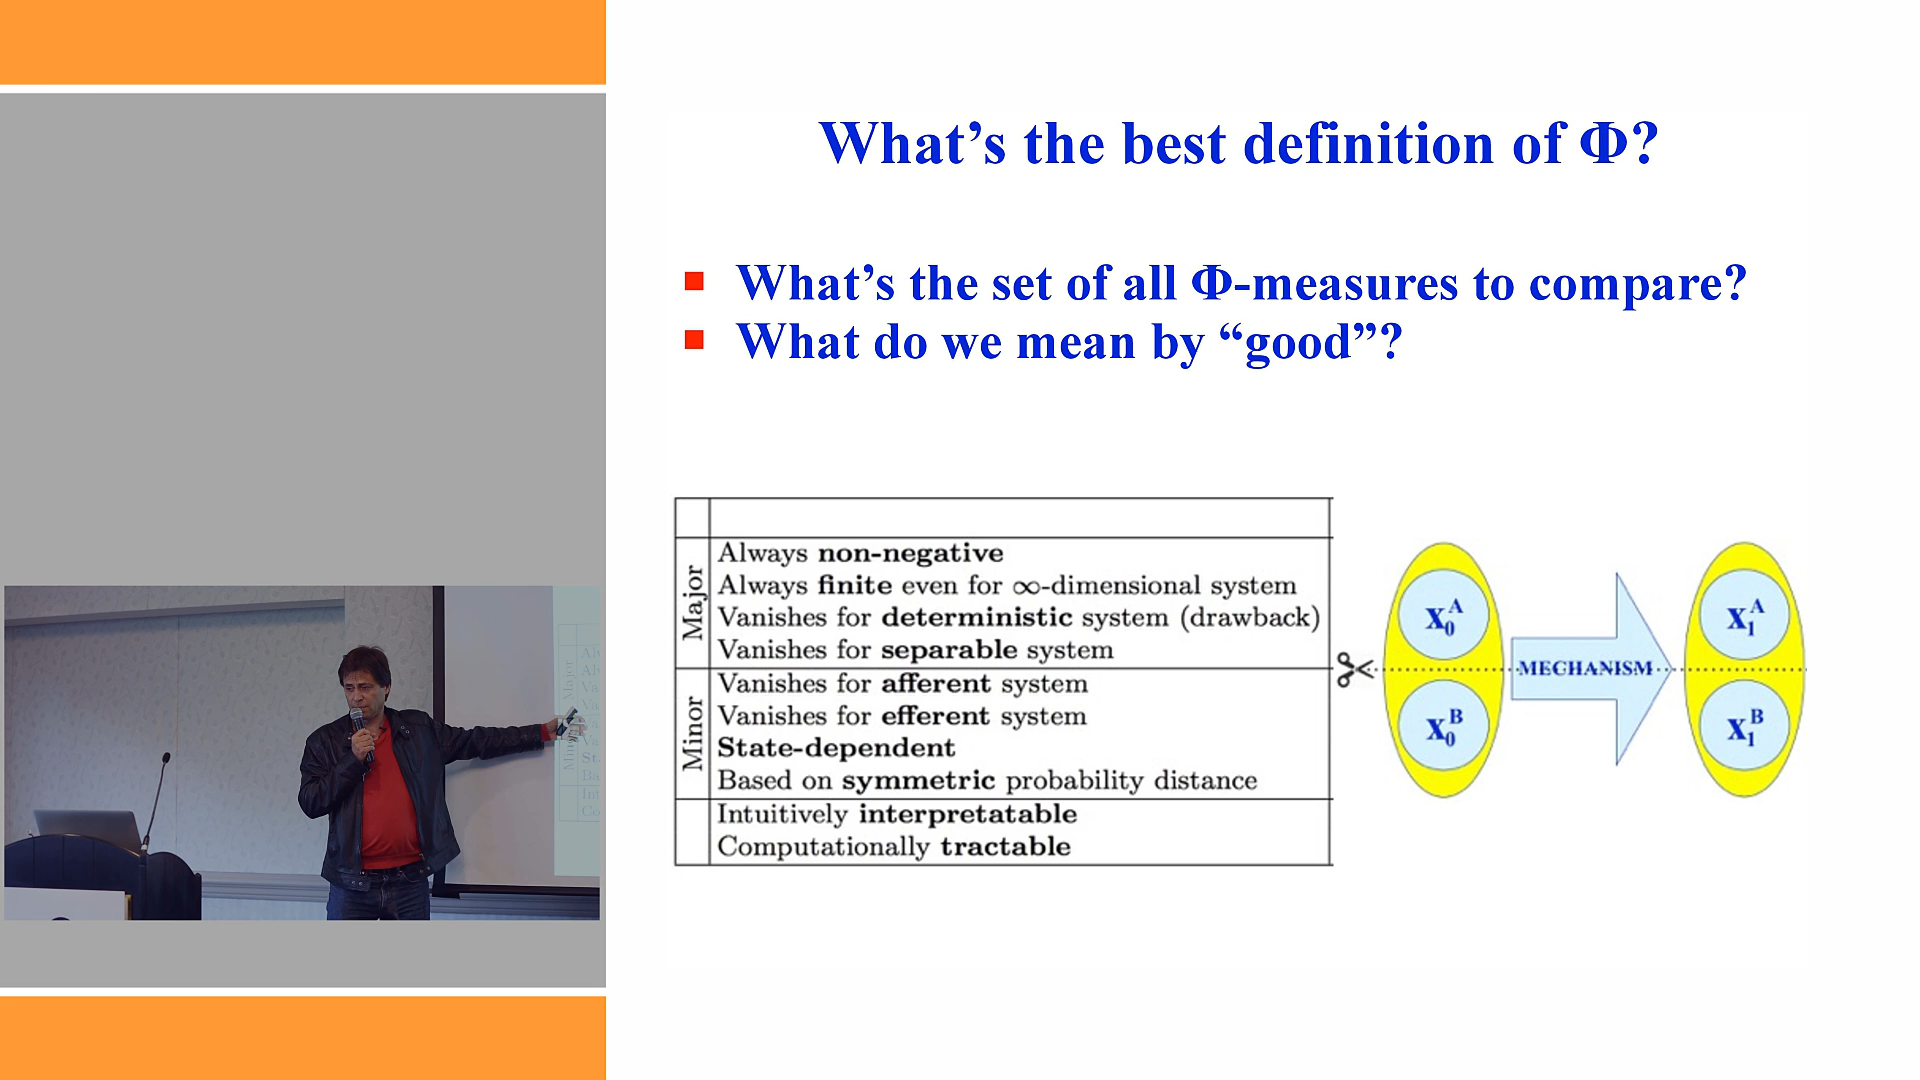 What's the best definition of Φ?
What's the set of all Φ-measures to compare?
What do we mean by “good”?
Major
Always non-negative
Always finite even for ∞-dimensional system
Vanishes for deterministic system (drawback)
Vanishes for separable system
Minor
Vanishes for afferent system
Vanishes for efferent system
State-dependent
Based on symmetric probability distance
Intuitively interpretatable
Computationally tractable
X₀ᴬ
X₀ᴮ
MECHANISM
X₁ᴬ
X₁ᴮ